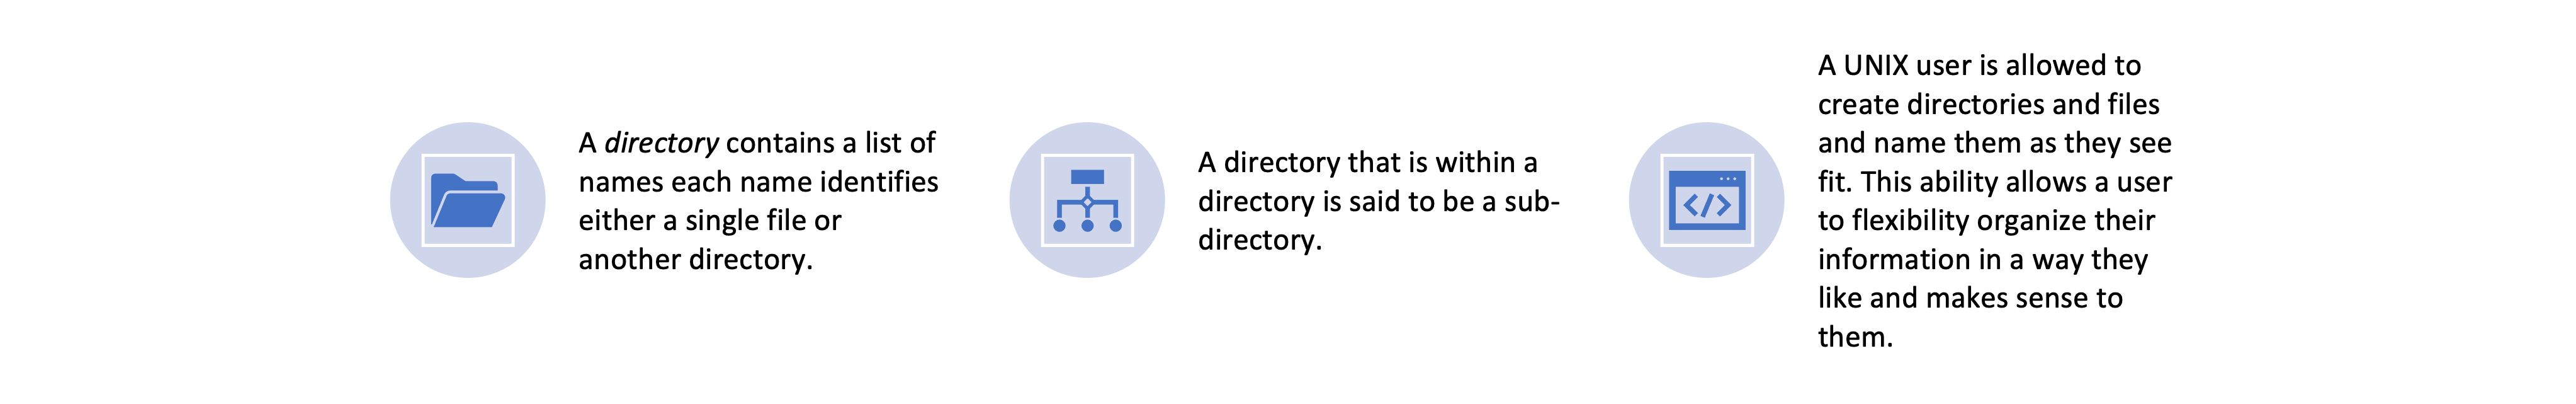 A directory contains a list of
names each name identifies
either a single file or
another directory.
A directory that is within a
directory is said to be a sub-
directory.
A UNIX user is allowed to
create directories and files
and name them as they see
fit. This ability allows a user
to flexibility organize their
information in a way they
like and makes sense to
them.